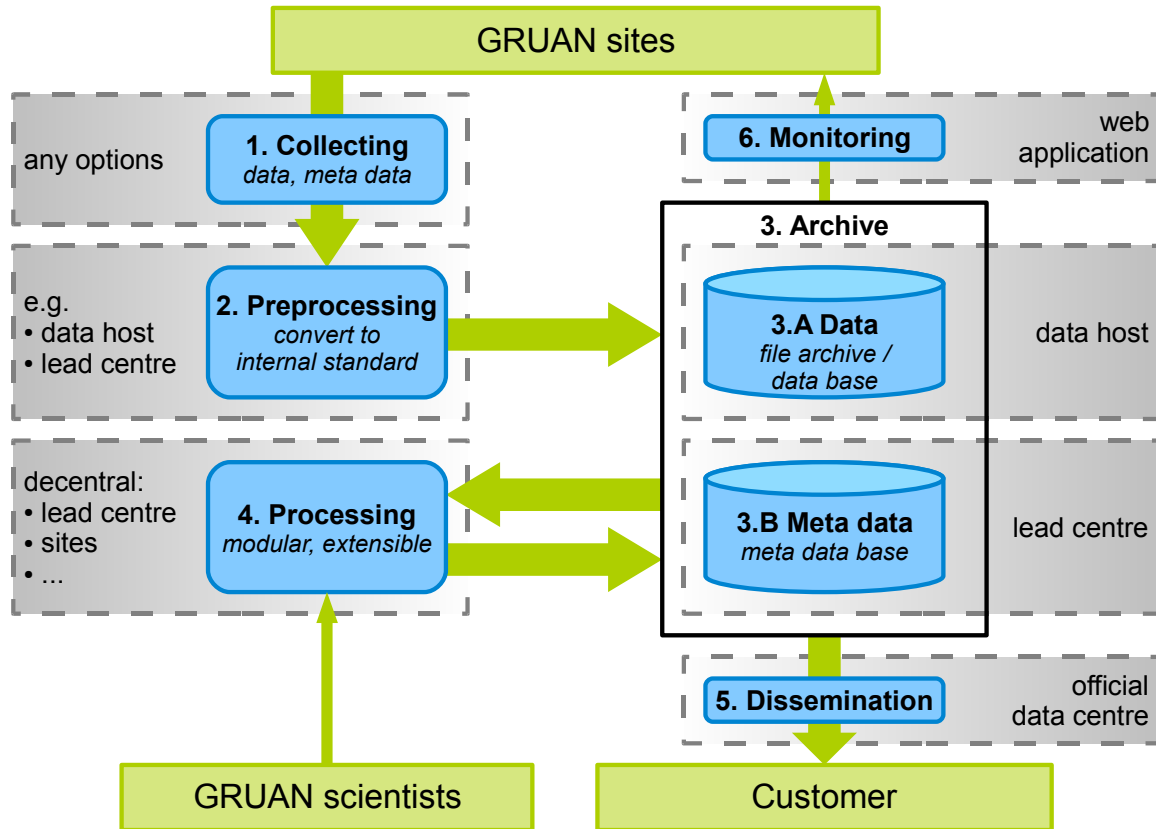 GRUAN sites
any options
1. Collecting
data, meta data
6. Monitoring
web
application
e.g.
• data host
• lead centre
2. Preprocessing
convert to
internal standard
3. Archive
3.A Data
file archive /
data base
data host
decentral:
• lead centre
• sites
• ...
4. Processing
modular, extensible
3.B Meta data
meta data base
lead centre
5. Dissemination
official
data centre
GRUAN scientists
Customer